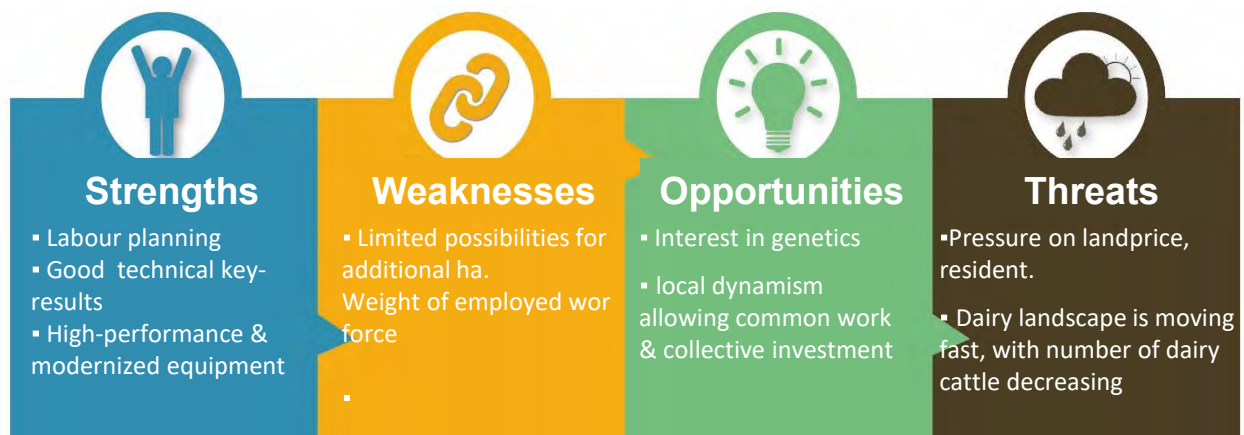 Strengths
▪ Labour planning
▪ Good technical key-
results
▪ High-performance &
modernized equipment
Weaknesses
▪ Limited possibilities for
additional ha.
Weight of employed wor
force
▪
Opportunities
▪ Interest in genetics
▪ local dynamism
allowing common work
& collective investment
Threats
▪Pressure on landprice,
resident.
▪ Dairy landscape is moving
fast, with number of dairy
cattle decreasing